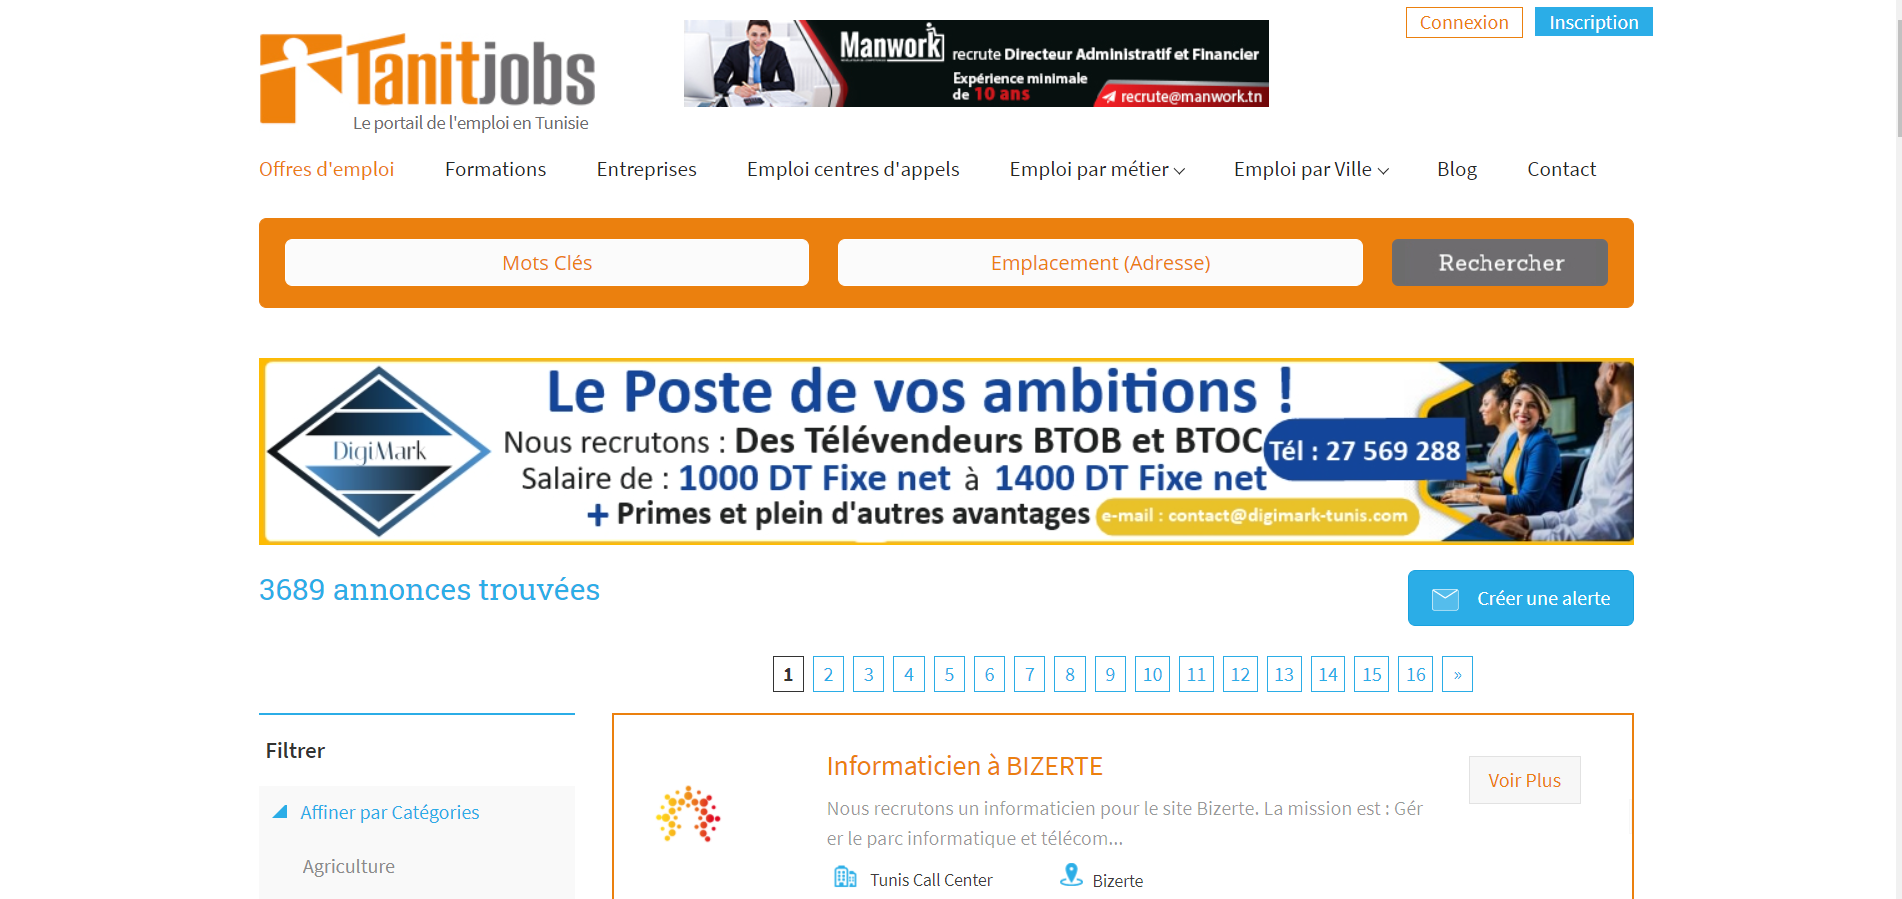 Connexion
Inscription
Tanitjobs
Le portail de l'emploi en Tunisie
Manwork
recrute Directeur Administratif et Financier
Expérience minimale
de 10 ans
recrute@manwork.tn
Offres d'emploi
Formations
Entreprises
Emploi centres d'appels
Emploi par métier
Emploi par Ville
Blog
Contact
Mots Clés
Emplacement (Adresse)
Rechercher
DigiMark
Le Poste de vos ambitions !
Nous recrutons : Des Télévendeurs BTOB et BTOC
Tél : 27 569 288
Salaire de : 1000 DT Fixe net à 1400 DT Fixe net
+ Primes et plein d'autres avantages
e-mail : contact@digimark-tunis.com
3689 annonces trouvées
Créer une alerte
1 2 3 4 5 6 7 8 9 10 11 12 13 14 15 16 »
Filtrer
Affiner par Catégories
Agriculture
Informaticien à BIZERTE
Voir Plus
Nous recrutons un informaticien pour le site Bizerte. La mission est : Gér
er le parc informatique et télécom...
Tunis Call Center
Bizerte